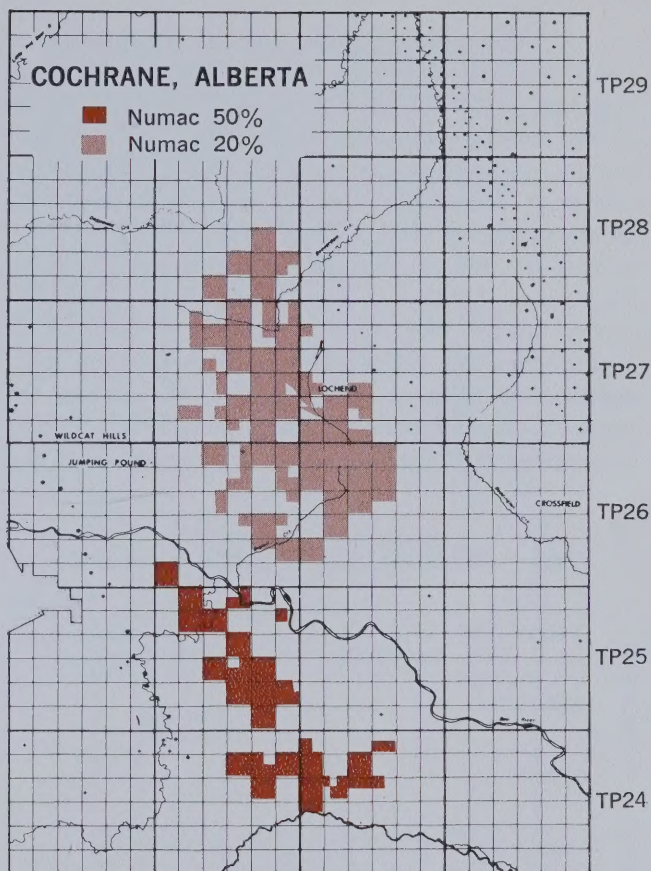 COCHRANE, ALBERTA
Numac 50%
Numac 20%
TP29
TP28
TP27
LOCHEND
WILDCAT HILLS
JUMPING POUND
CROSSFIELD
TP26
TP25
TP24